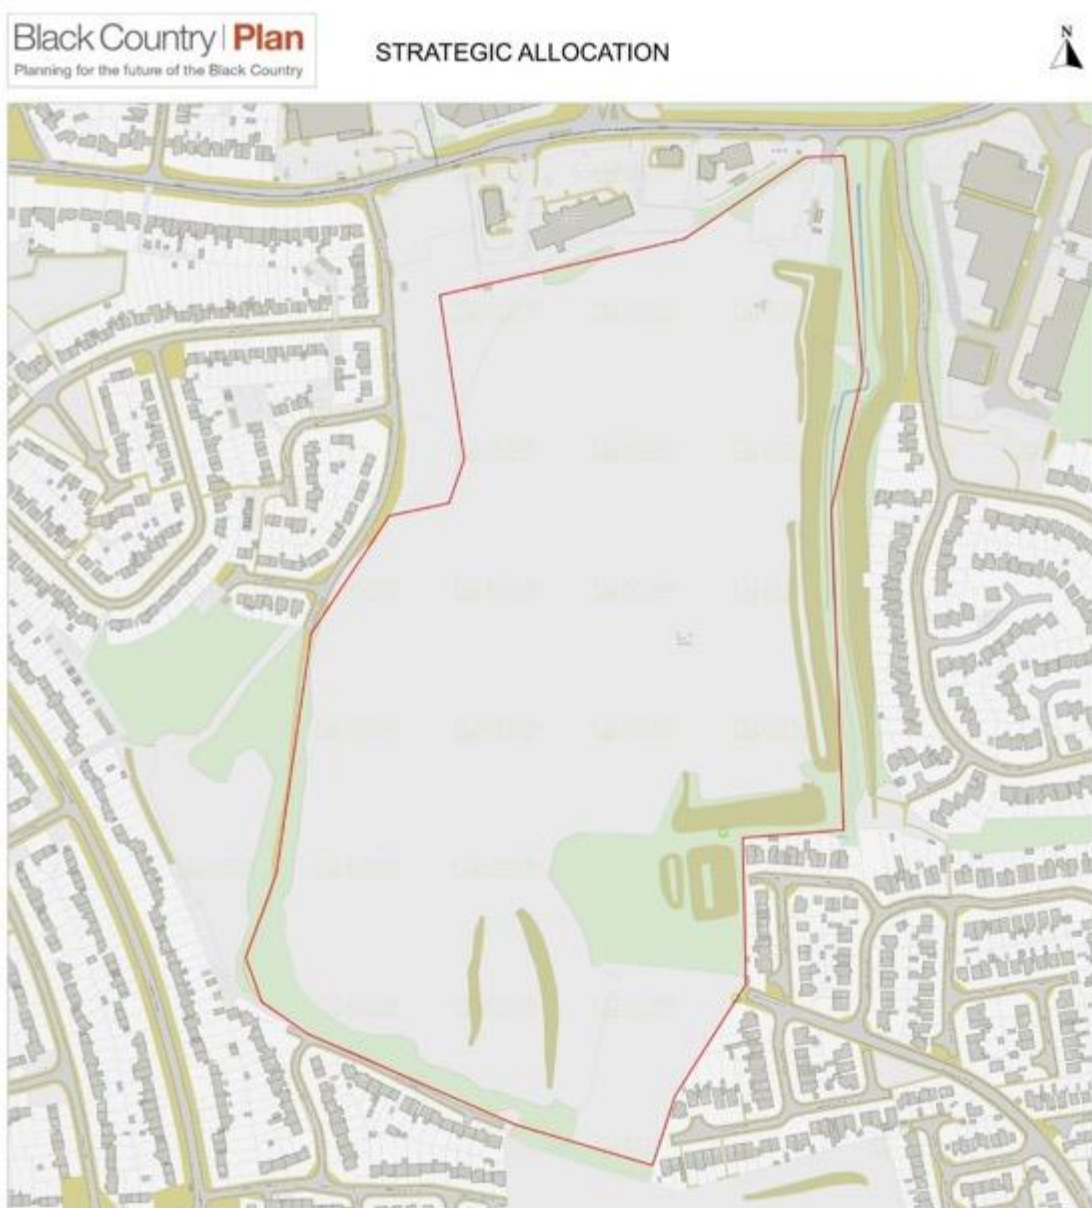 Black Country | Plan
Planning for the future of the Black Country
STRATEGIC ALLOCATION
N